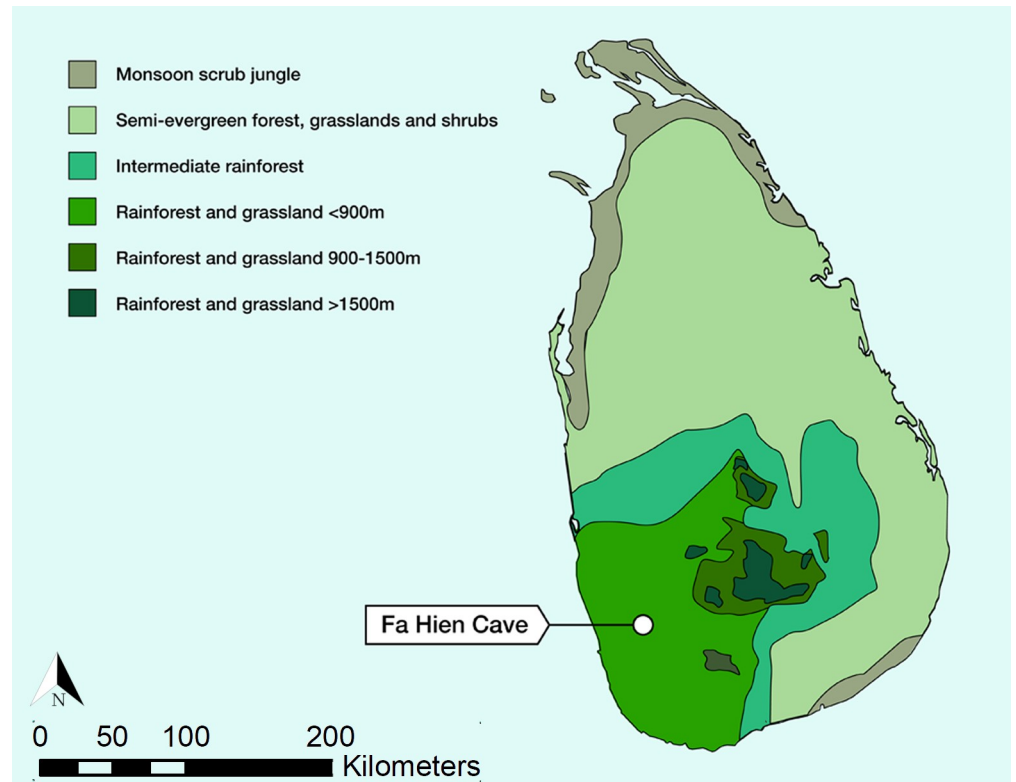 Monsoon scrub jungle
Semi-evergreen forest, grasslands and shrubs
Intermediate rainforest
Rainforest and grassland <900m
Rainforest and grassland 900-1500m
Rainforest and grassland >1500m
Fa Hien Cave
N
0 50 100 200
Kilometers